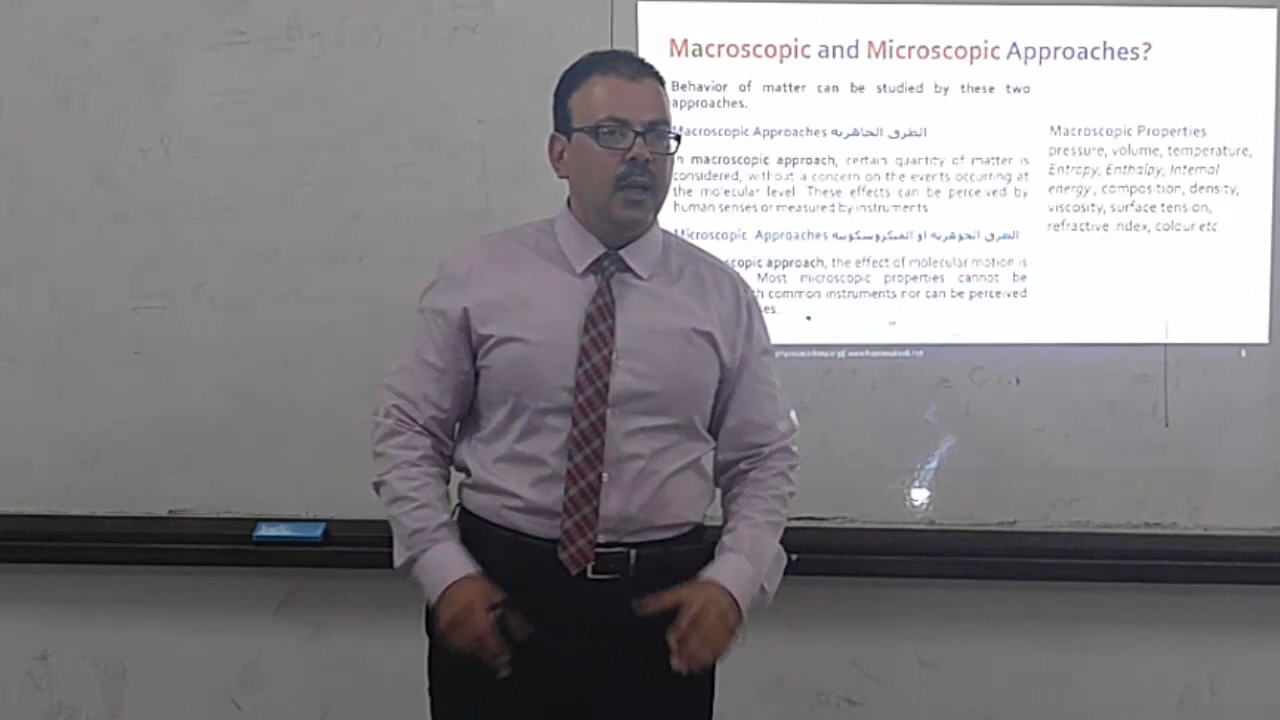 Macroscopic and Microscopic Approaches?
Behavior of matter can be studied by these two
approaches.
Macroscopic Approaches الطرق الجاهرية
In macroscopic approach, certain quantity of matter is
considered, without a concern on the events occurring at
the molecular level. These effects can be perceived by
human senses or measured by instruments
Microscopic Approaches الطرق المجهرية او الميكروسكوبية
scopic approach, the effect of molecular motion is
Most microscopic properties cannot be
common instruments nor can be perceived
Macroscopic Properties
pressure, volume, temperature,
Entropy, Enthalpy, Internal
energy, composition, density,
viscosity, surface tension,
refractive index, colour etc